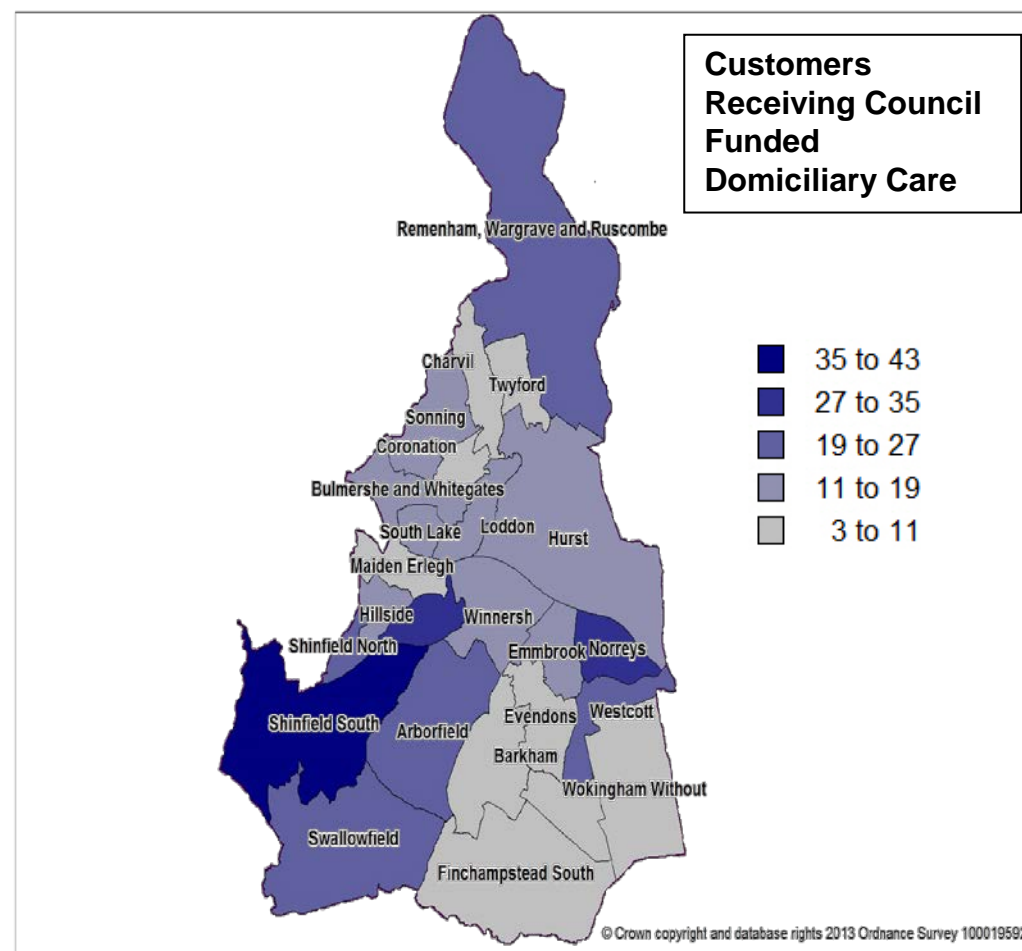 Customers
Receiving Council
Funded
Domiciliary Care
Remenham, Wargrave and Ruscombe
35 to 43
27 to 35
19 to 27
11 to 19
3 to 11
Charvil
Twyford
Sonning
Coronation
Bulmershe and Whitegates
South Lake
Loddon
Hurst
Maiden Erlegh
Hillside
Winnersh
Shinfield North
Emmbrook
Norreys
Shinfield South
Arborfield
Evendons
Westcott
Barkham
Wokingham Without
Swallowfield
Finchampstead South
© Crown copyright and database rights 2013 Ordnance Survey 100019592